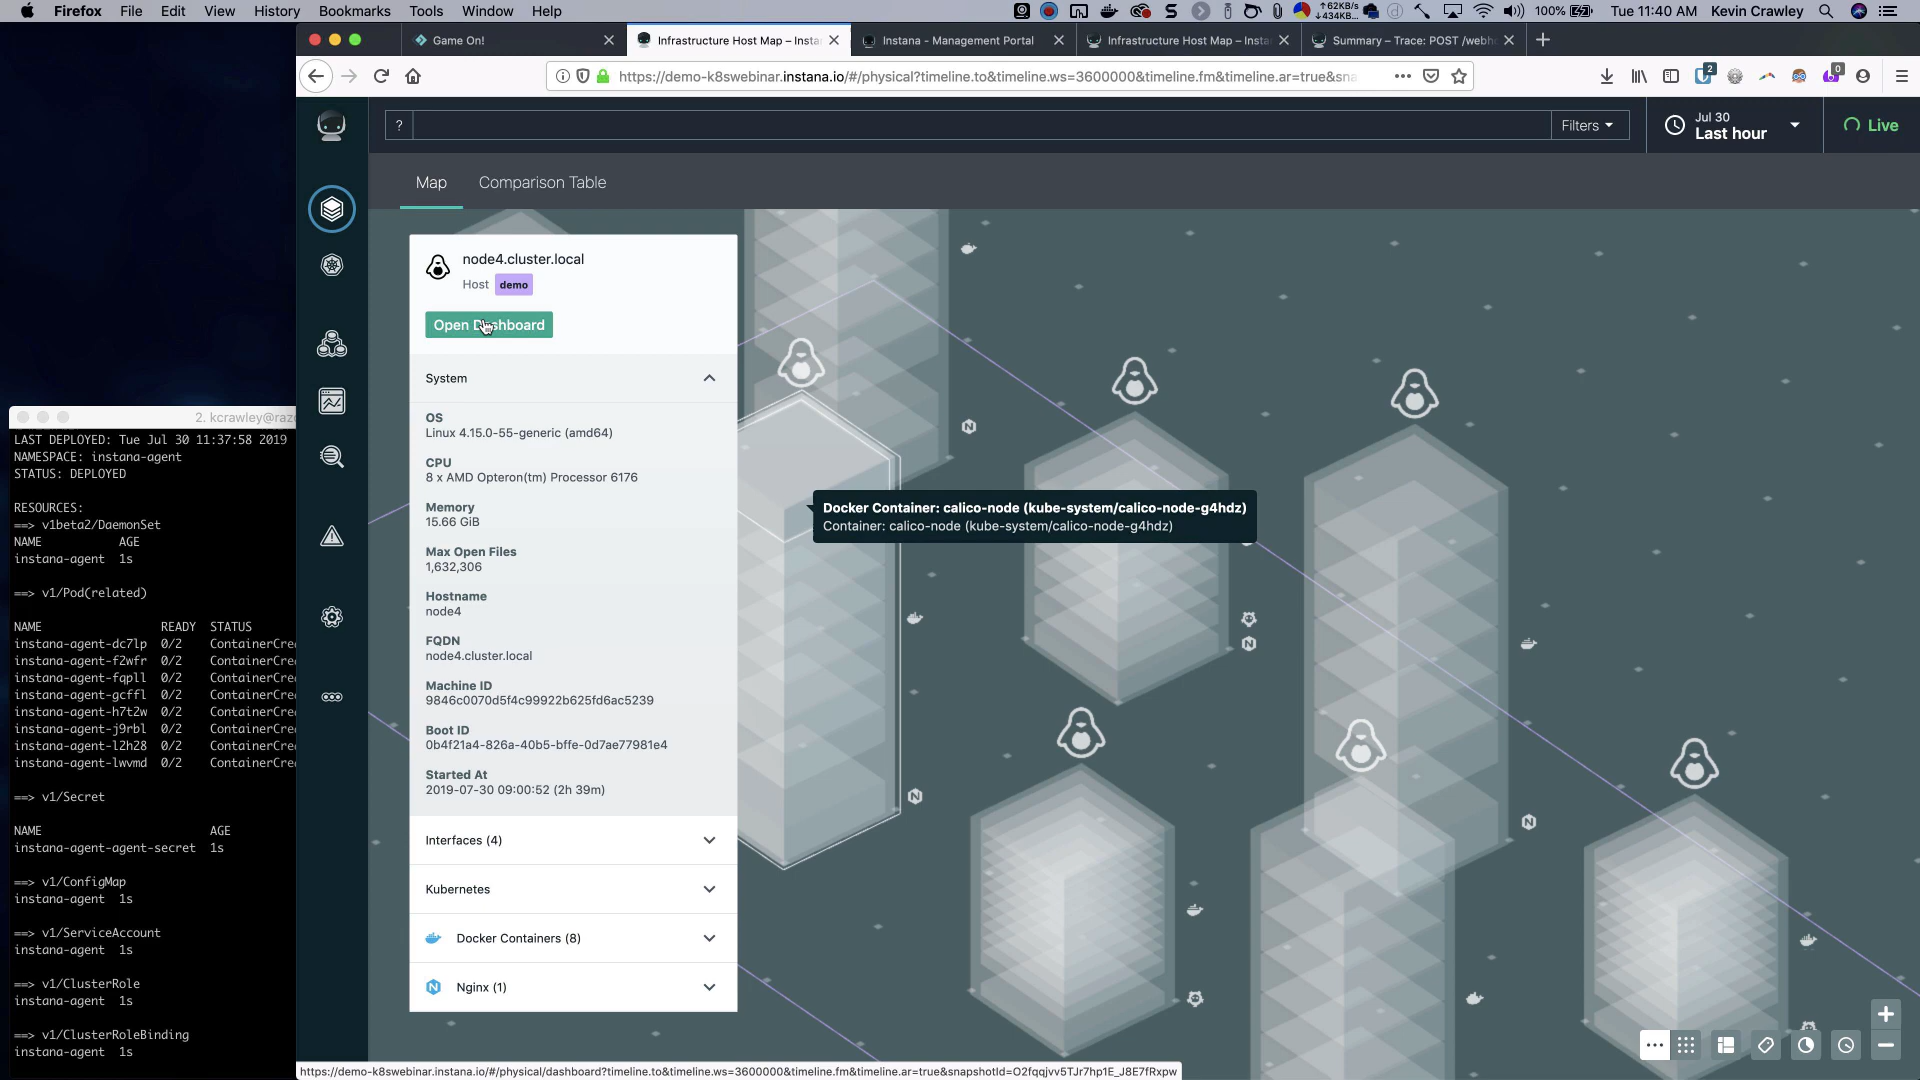 Firefox File Edit View History Bookmarks Tools Window Help
62KB/s
434KB...
100%
Tue 11:40 AM Kevin Crawley
Game On!
Infrastructure Host Map – Insta
Instana - Management Portal
Infrastructure Host Map – Insta
Summary – Trace: POST /webh
https://demo-k8swebinar.instana.io/#/physical?timeline.to&timeline.ws=3600000&timeline.fm&timeline.ar=true&sna
2
0
?
Filters
Jul 30
Last hour
Live
Map
Comparison Table
node4.cluster.local
Host demo
Open Dashboard
System
OS
Linux 4.15.0-55-generic (amd64)
CPU
8 x AMD Opteron(tm) Processor 6176
Memory
15.66 GiB
Max Open Files
1,632,306
Hostname
node4
FQDN
node4.cluster.local
Machine ID
9846c0070d5f4c99922b625fd6ac5239
Boot ID
0b4f21a4-826a-40b5-bffe-0d7ae77981e4
Started At
2019-07-30 09:00:52 (2h 39m)
Interfaces (4)
Kubernetes
Docker Containers (8)
Nginx (1)
Docker Container: calico-node (kube-system/calico-node-g4hdz)
Container: calico-node (kube-system/calico-node-g4hdz)
2. kcrawley@razo
LAST DEPLOYED: Tue Jul 30 11:37:58 2019
NAMESPACE: instana-agent
STATUS: DEPLOYED
RESOURCES:
==> v1beta2/DaemonSet
NAME AGE
instana-agent 1s
==> v1/Pod(related)
NAME READY STATUS
instana-agent-dc7lp 0/2 ContainerCre
instana-agent-f2wfr 0/2 ContainerCre
instana-agent-fqpll 0/2 ContainerCre
instana-agent-gcffl 0/2 ContainerCre
instana-agent-h7t2w 0/2 ContainerCre
instana-agent-j9rbl 0/2 ContainerCre
instana-agent-l2h28 0/2 ContainerCre
instana-agent-lwvmd 0/2 ContainerCre
==> v1/Secret
NAME AGE
instana-agent-agent-secret 1s
==> v1/ConfigMap
instana-agent 1s
==> v1/ServiceAccount
instana-agent 1s
==> v1/ClusterRole
instana-agent 1s
==> v1/ClusterRoleBinding
instana-agent 1s
https://demo-k8swebinar.instana.io/#/physical/dashboard?timeline.to&timeline.ws=3600000&timeline.fm&timeline.ar=true&snapshotId=O2fqqjvv5TJr7hp1E_J8E7fRxpw